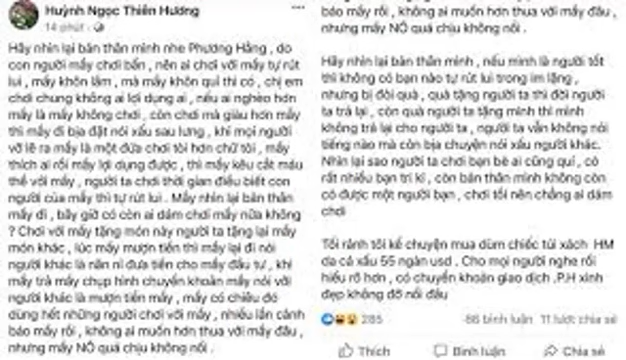 Huỳnh Ngọc Thiên Hương
14 phút
Hãy nhìn lại bản thân mình nhe Phương Hằng , do
con người mầy chơi bẩn , nên ai chơi với mầy tự rút
lui , mầy khôn lắm , mà mầy khôn quỉ thì có , chị em
chơi chung không ai lợi dụng ai , nếu ai nghèo hơn
mầy là mầy không chơi , còn chơi mà giàu hơn mầy
thì mầy đi bịa đặt nói xấu sau lưng , khi mọi người
vỡ lẽ ra mầy là một đứa chơi tồi hơn chữ tồi , mầy
thích ai rồi mầy lợi dụng được , thì mầy kêu cắt máu
thề với mầy , người ta chơi thời gian điều biết con
người của mầy thì tự rút lui . Mầy nhìn lại bản thân
mầy đi , bây giờ có còn ai dám chơi mầy nữa không
? Chơi với mầy tặng món này người ta tặng lại mầy
món khác , lúc mầy mượn tiền thì mầy lại đi nói
người khác là năn nỉ đưa tiền cho mầy đầu tư , khi
mầy trả mầy chụp hình chuyển khoản mầy nói với
người khác là mượn tiền mầy , mầy có chiêu đó
dùng hết những người chơi với mầy , nhiều lần cảnh
báo mầy rồi , không ai muốn hơn thua với mầy đâu ,
nhưng mầy NÓ quá chịu không nổi .
báo mầy rồi , không ai muốn hơn thua với mầy đâu ,
nhưng mầy NÓ quá chịu không nổi .
Hãy nhìn lại bản thân mình , nếu mình là người tốt
thì không có bạn nào tự rút lui trong im lặng ,
nhưng bị đòi quà , quà tặng người ta thì đòi người
ta trả lại , còn quà người ta tặng mình thì mình
không trả lại cho người ta , người ta vẫn không nói
tiếng nào mà còn bịa chuyện nói xấu người khác.
Nhìn lại sao người ta chơi bạn bè ai cũng quí , có
rất nhiều bạn tri kỉ , còn bản thân mình không còn
có được một người bạn , chơi tồi nên chẳng ai dám
chơi
Tối rảnh tôi kể chuyện mua dùm chiếc túi xách HM
da cá xấu 55 ngàn usd . Cho mọi người nghe rồi
hiểu rõ hơn , có chuyển khoản giao dịch .P.H xinh
đẹp không đỡ nổi đâu
285
86 bình luận 11 lượt chia sẻ
Thích Bình luận Chia sẻ